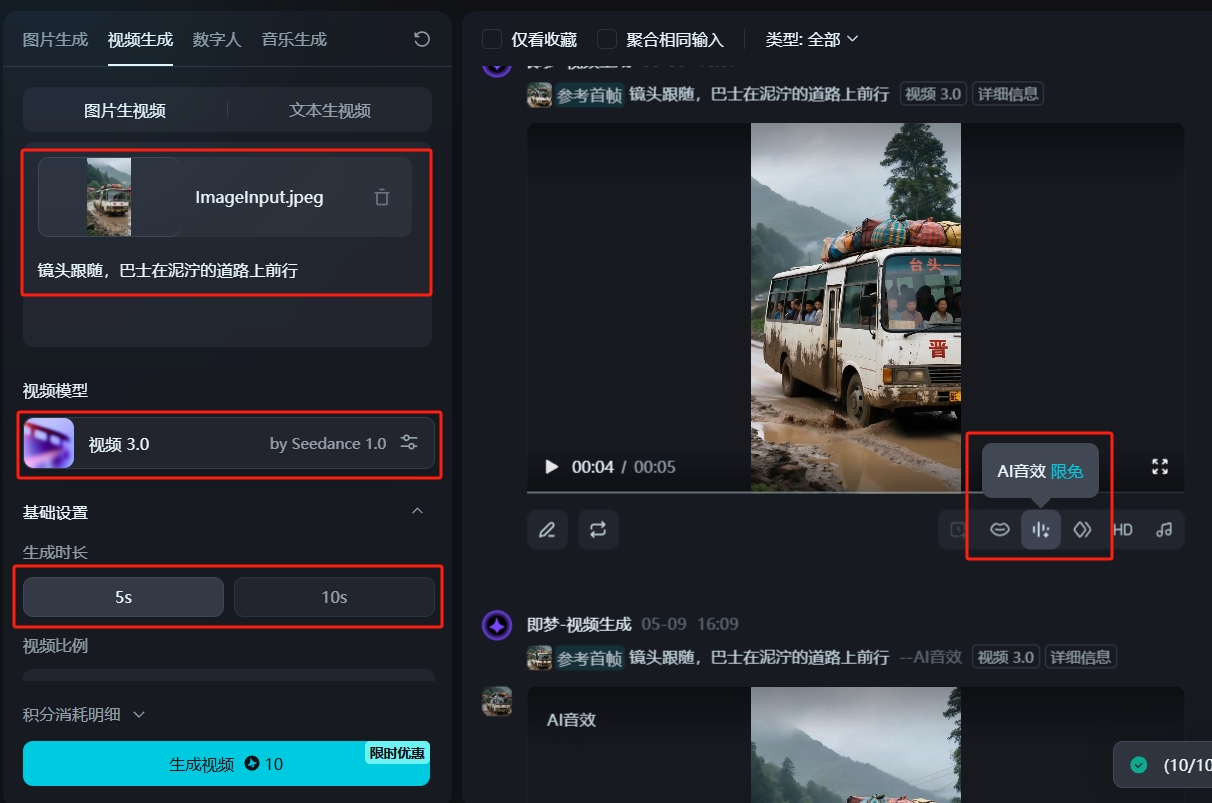 图片生成 视频生成 数字人 音乐生成
图片生视频 文本生视频
ImageInput.jpeg
镜头跟随，巴士在泥泞的道路上前行
视频模型
视频 3.0 by Seedance 1.0
基础设置
生成时长
5s 10s
视频比例
积分消耗明细
限时优惠
生成视频 10
仅看收藏 聚合相同输入 类型: 全部
参考首帧 镜头跟随，巴士在泥泞的道路上前行 视频 3.0 详细信息
台头一
晋
00:04 / 00:05
AI音效 限免
HD
即梦-视频生成 05-09 16:09
参考首帧 镜头跟随，巴士在泥泞的道路上前行 --AI音效 视频 3.0 详细信息
AI音效
(10/10